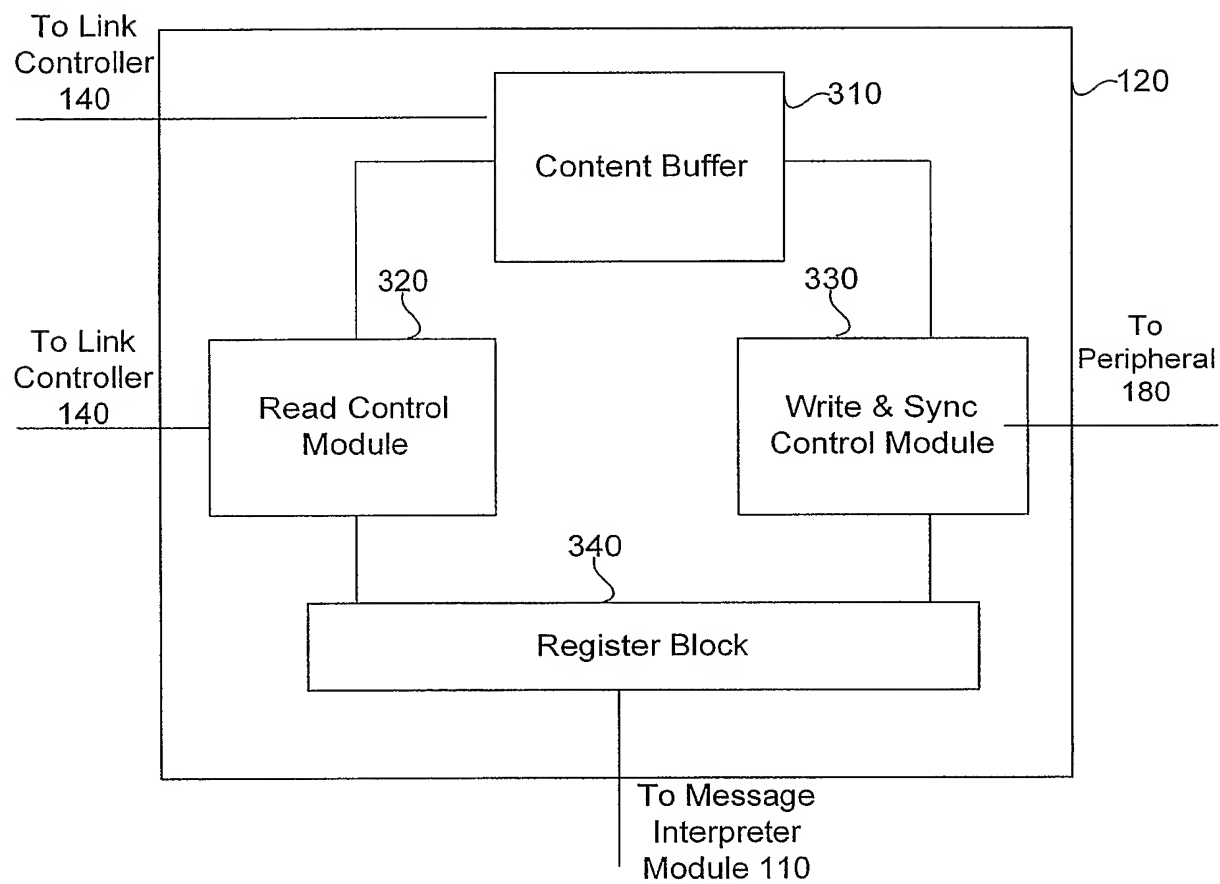 To Link
Controller
140
310
120
Content Buffer
320
330
To Link
Controller
140
To
Peripheral
180
Read Control
Module
Write & Sync
Control Module
340
Register Block
To Message
Interpreter
Module 110